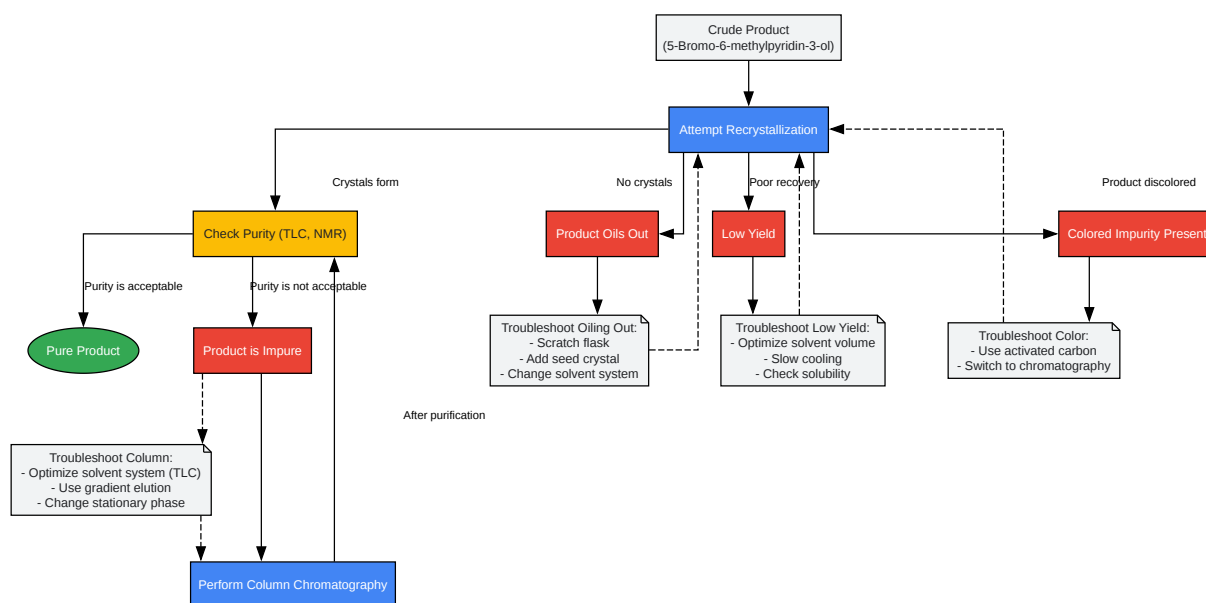 Crude Product
(5-Bromo-6-methylpyridin-3-ol)
Attempt Recrystallization
Crystals form
No crystals
Poor recovery
Product discolored
Check Purity (TLC, NMR)
Product Oils Out
Low Yield
Colored Impurity Present
Purity is acceptable
Purity is not acceptable
Pure Product
Product is Impure
Troubleshoot Oiling Out:
- Scratch flask
- Add seed crystal
- Change solvent system
Troubleshoot Low Yield:
- Optimize solvent volume
- Slow cooling
- Check solubility
Troubleshoot Color:
- Use activated carbon
- Switch to chromatography
After purification
Troubleshoot Column:
- Optimize solvent system (TLC)
- Use gradient elution
- Change stationary phase
Perform Column Chromatography